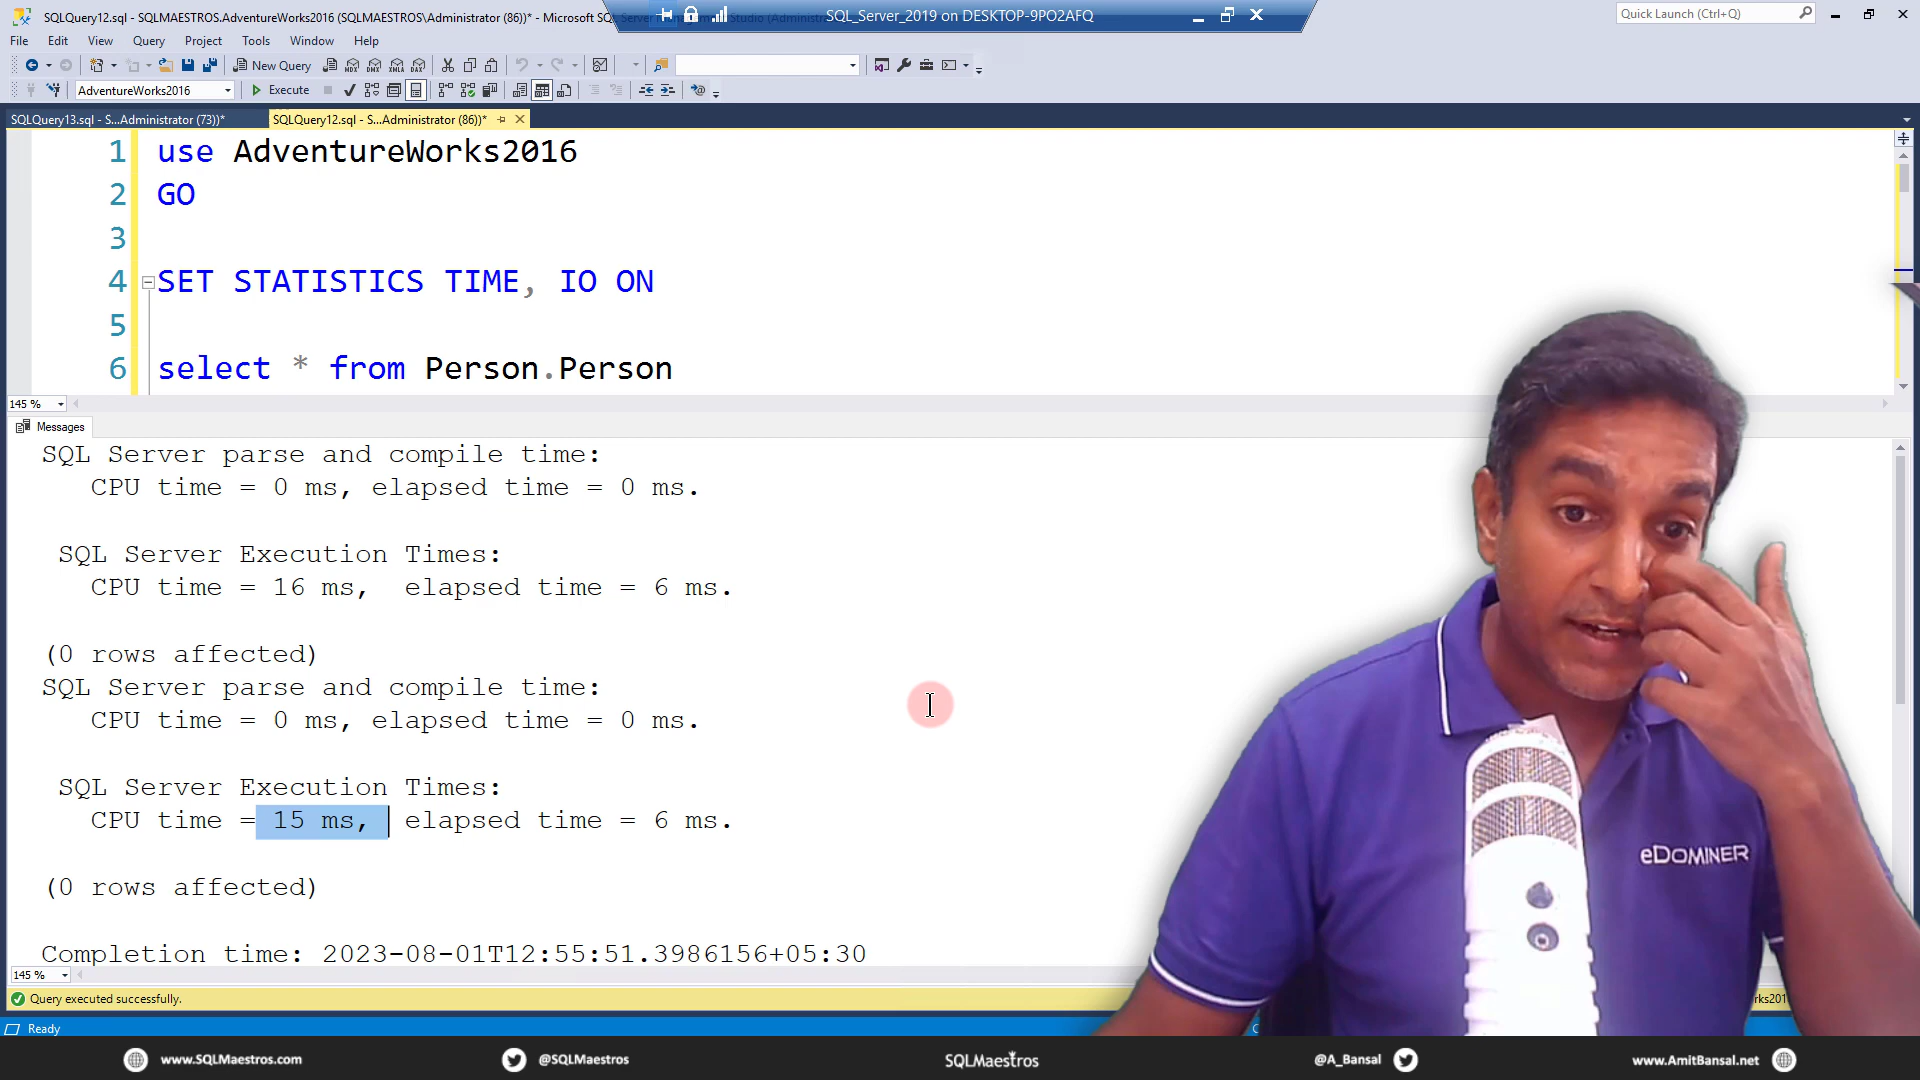 SQLQuery12.sql - SQLMAESTROS.AdventureWorks2016 (SQLMAESTROS\Administrator (86))* - Microsoft SQL Server Management Studio (Administrator)
SQL_Server_2019 on DESKTOP-9PO2AFQ
Quick Launch (Ctrl+Q)
File Edit View Query Project Tools Window Help
New Query
MDX DMX XMLA DAX
AdventureWorks2016
Execute
SQLQuery13.sql - S...Administrator (73))*
SQLQuery12.sql - S...Administrator (86))*
1 use AdventureWorks2016
2 GO
3
4 SET STATISTICS TIME, IO ON
5
6 select * from Person.Person
145 %
Messages
SQL Server parse and compile time:
CPU time = 0 ms, elapsed time = 0 ms.
SQL Server Execution Times:
CPU time = 16 ms, elapsed time = 6 ms.
(0 rows affected)
SQL Server parse and compile time:
CPU time = 0 ms, elapsed time = 0 ms.
SQL Server Execution Times:
CPU time = 15 ms, elapsed time = 6 ms.
(0 rows affected)
Completion time: 2023-08-01T12:55:51.3986156+05:30
145 %
Query executed successfully.
Ready
eDOMINER
www.SQLMaestros.com
@SQLMaestros
SQLMaestros
@A_Bansal
www.AmitBansal.net